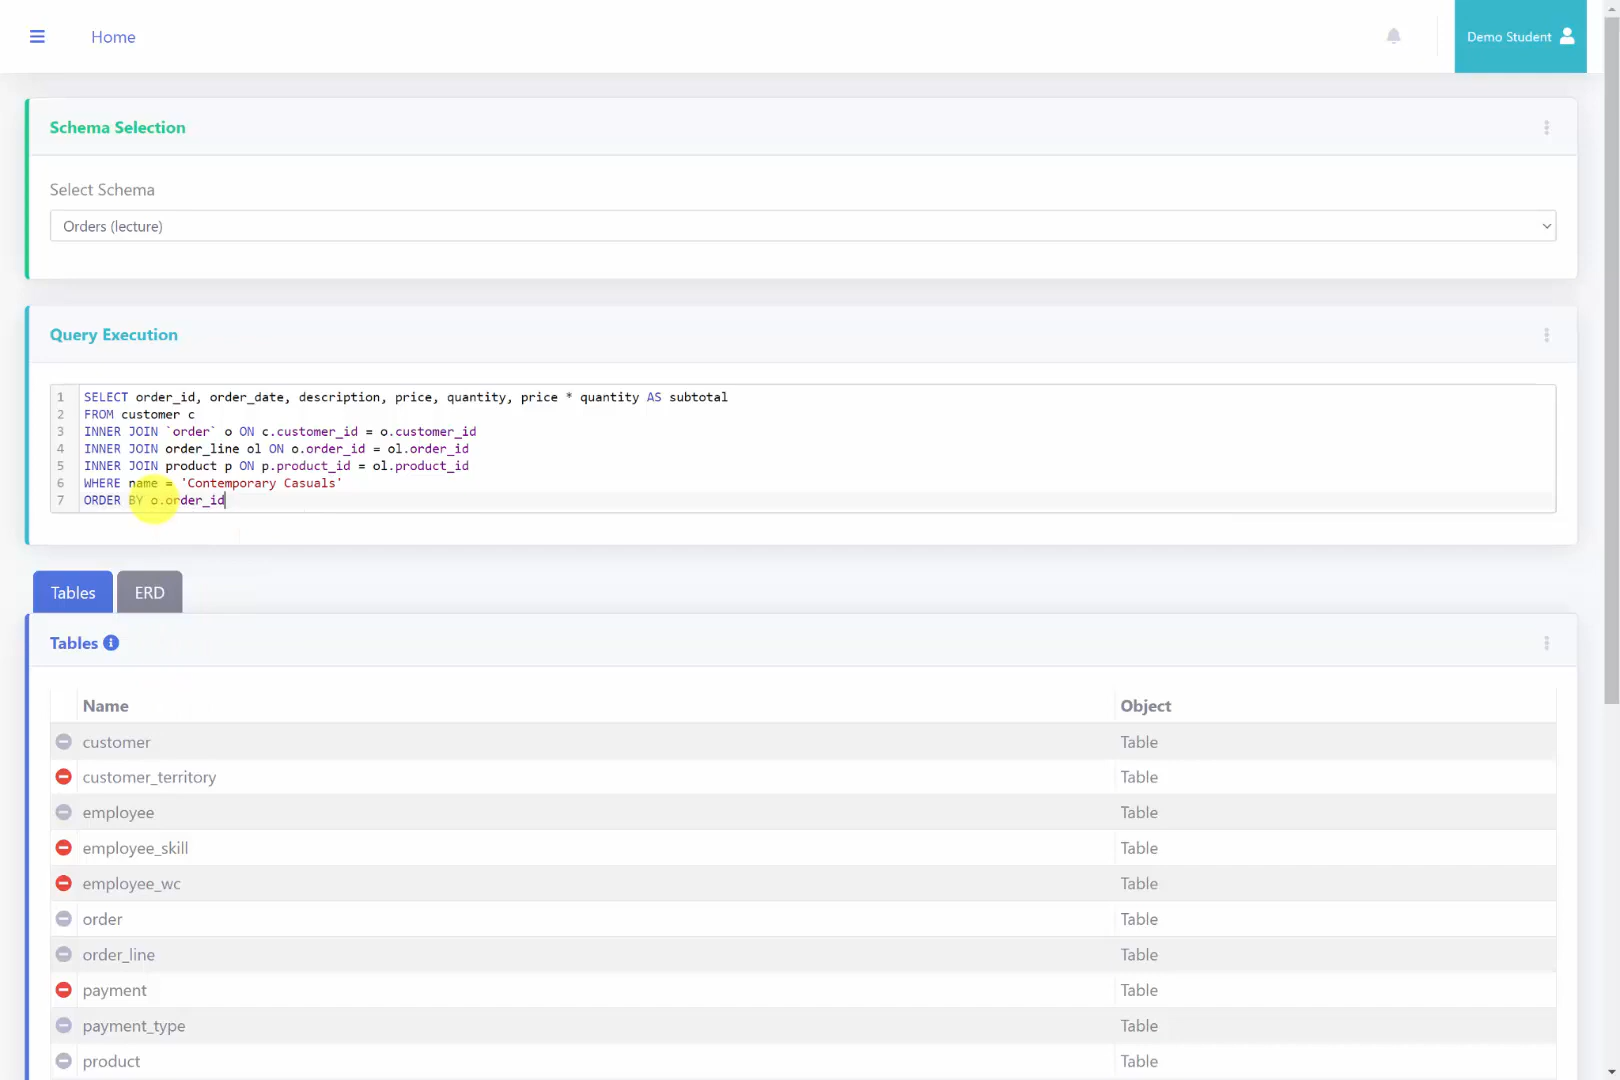 Home
Demo Student
Schema Selection
Select Schema
Orders (lecture)
Query Execution
1 SELECT order_id, order_date, description, price, quantity, price * quantity AS subtotal
2 FROM customer c
3 INNER JOIN `order` o ON c.customer_id = o.customer_id
4 INNER JOIN order_line ol ON o.order_id = ol.order_id
5 INNER JOIN product p ON p.product_id = ol.product_id
6 WHERE name = 'Contemporary Casuals'
7 ORDER BY o.order_id
Tables ERD
Tables
Name Object
customer Table
customer_territory Table
employee Table
employee_skill Table
employee_wc Table
order Table
order_line Table
payment Table
payment_type Table
product Table